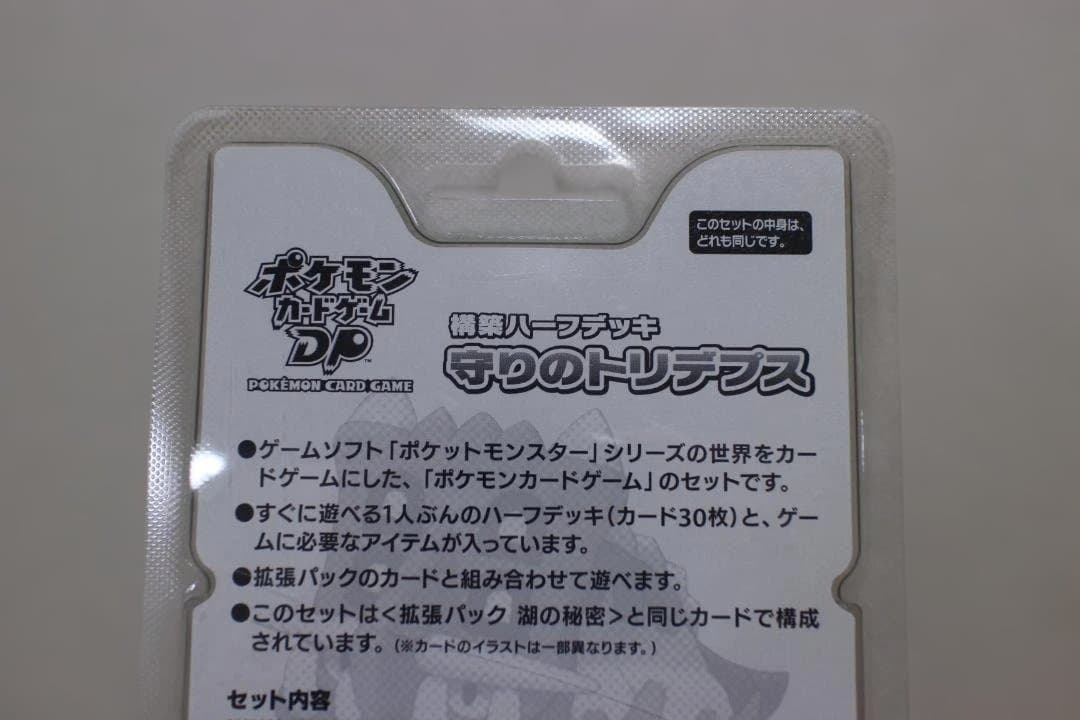 このセットの中身は、
どれも同じです。
ポケモン
カードゲーム
DP™
POKÉMON CARD GAME
構築ハーフデッキ
守りのトリデプス
●ゲームソフト「ポケットモンスター」シリーズの世界をカー
ドゲームにした、「ポケモンカードゲーム」のセットです。
●すぐに遊べる1人ぶんのハーフデッキ(カード30枚)と、ゲー
ムに必要なアイテムが入っています。
●拡張パックのカードと組み合わせて遊べます。
●このセットは<拡張パック 湖の秘密>と同じカードで構成
されています。(※カードのイラストは一部異なります。)
セット内容